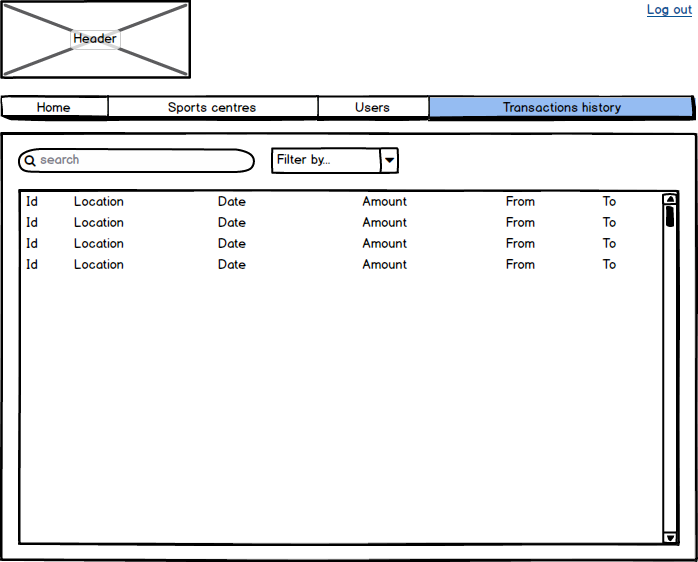 Log out
Header
Home Sports centres Users Transactions history
search Filter by...
Id Location Date Amount From To
Id Location Date Amount From To
Id Location Date Amount From To
Id Location Date Amount From To